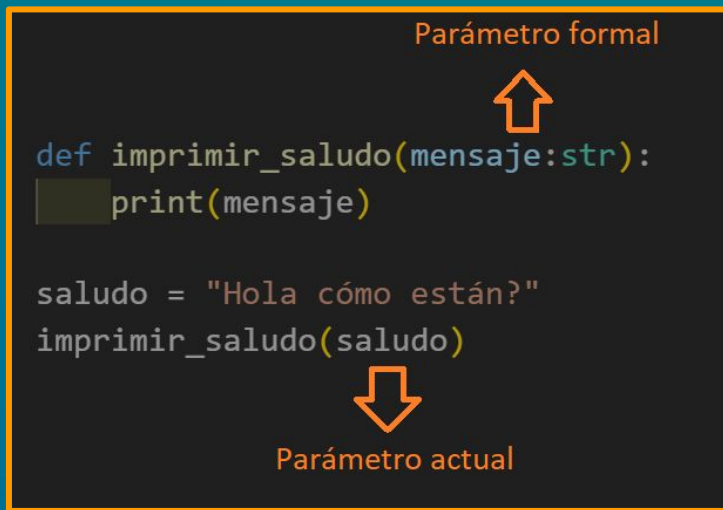 Parámetro formal
def imprimir_saludo(mensaje:str):
print(mensaje)
saludo = "Hola cómo están?"
imprimir_saludo(saludo)
Parámetro actual